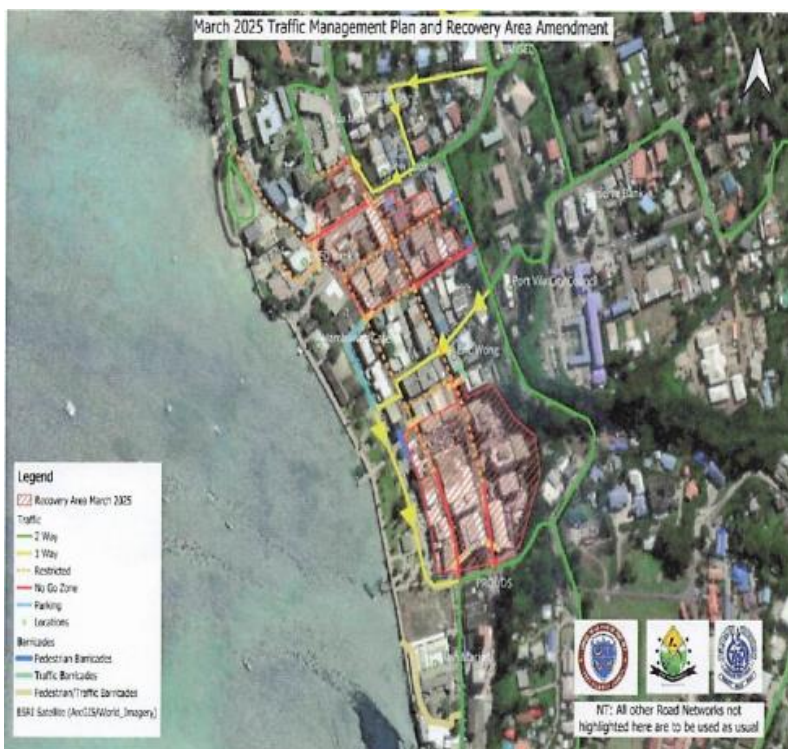 March 2025 Traffic Management Plan and Recovery Area Amendment
Port Vila City Council
Wong
PROUDS
Legend
Recovery Area March 2025
Traffic
2 Way
1 Way
Restricted
No Go Zone
Parking
Locations
Barricades
Pedestrian Barricades
Traffic Barricades
Pedestrian/Traffic Barricades
ESRI Satellite (ArcGIS/World_Imagery)
NT: All other Road Networks not
highlighted here are to be used as usual